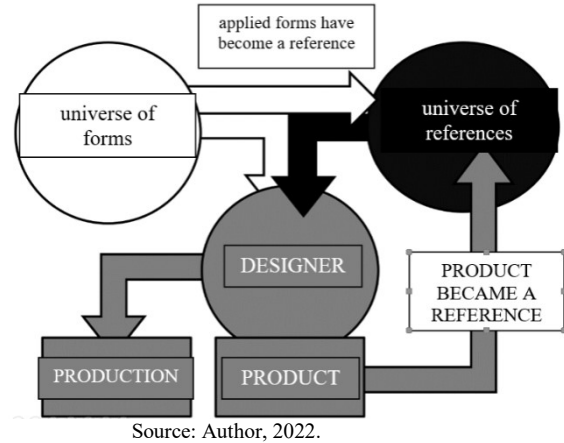 applied forms have
become a reference
universe of
forms
universe of
references
DESIGNER
PRODUCT
BECAME A
REFERENCE
PRODUCTION
PRODUCT
Source: Author, 2022.